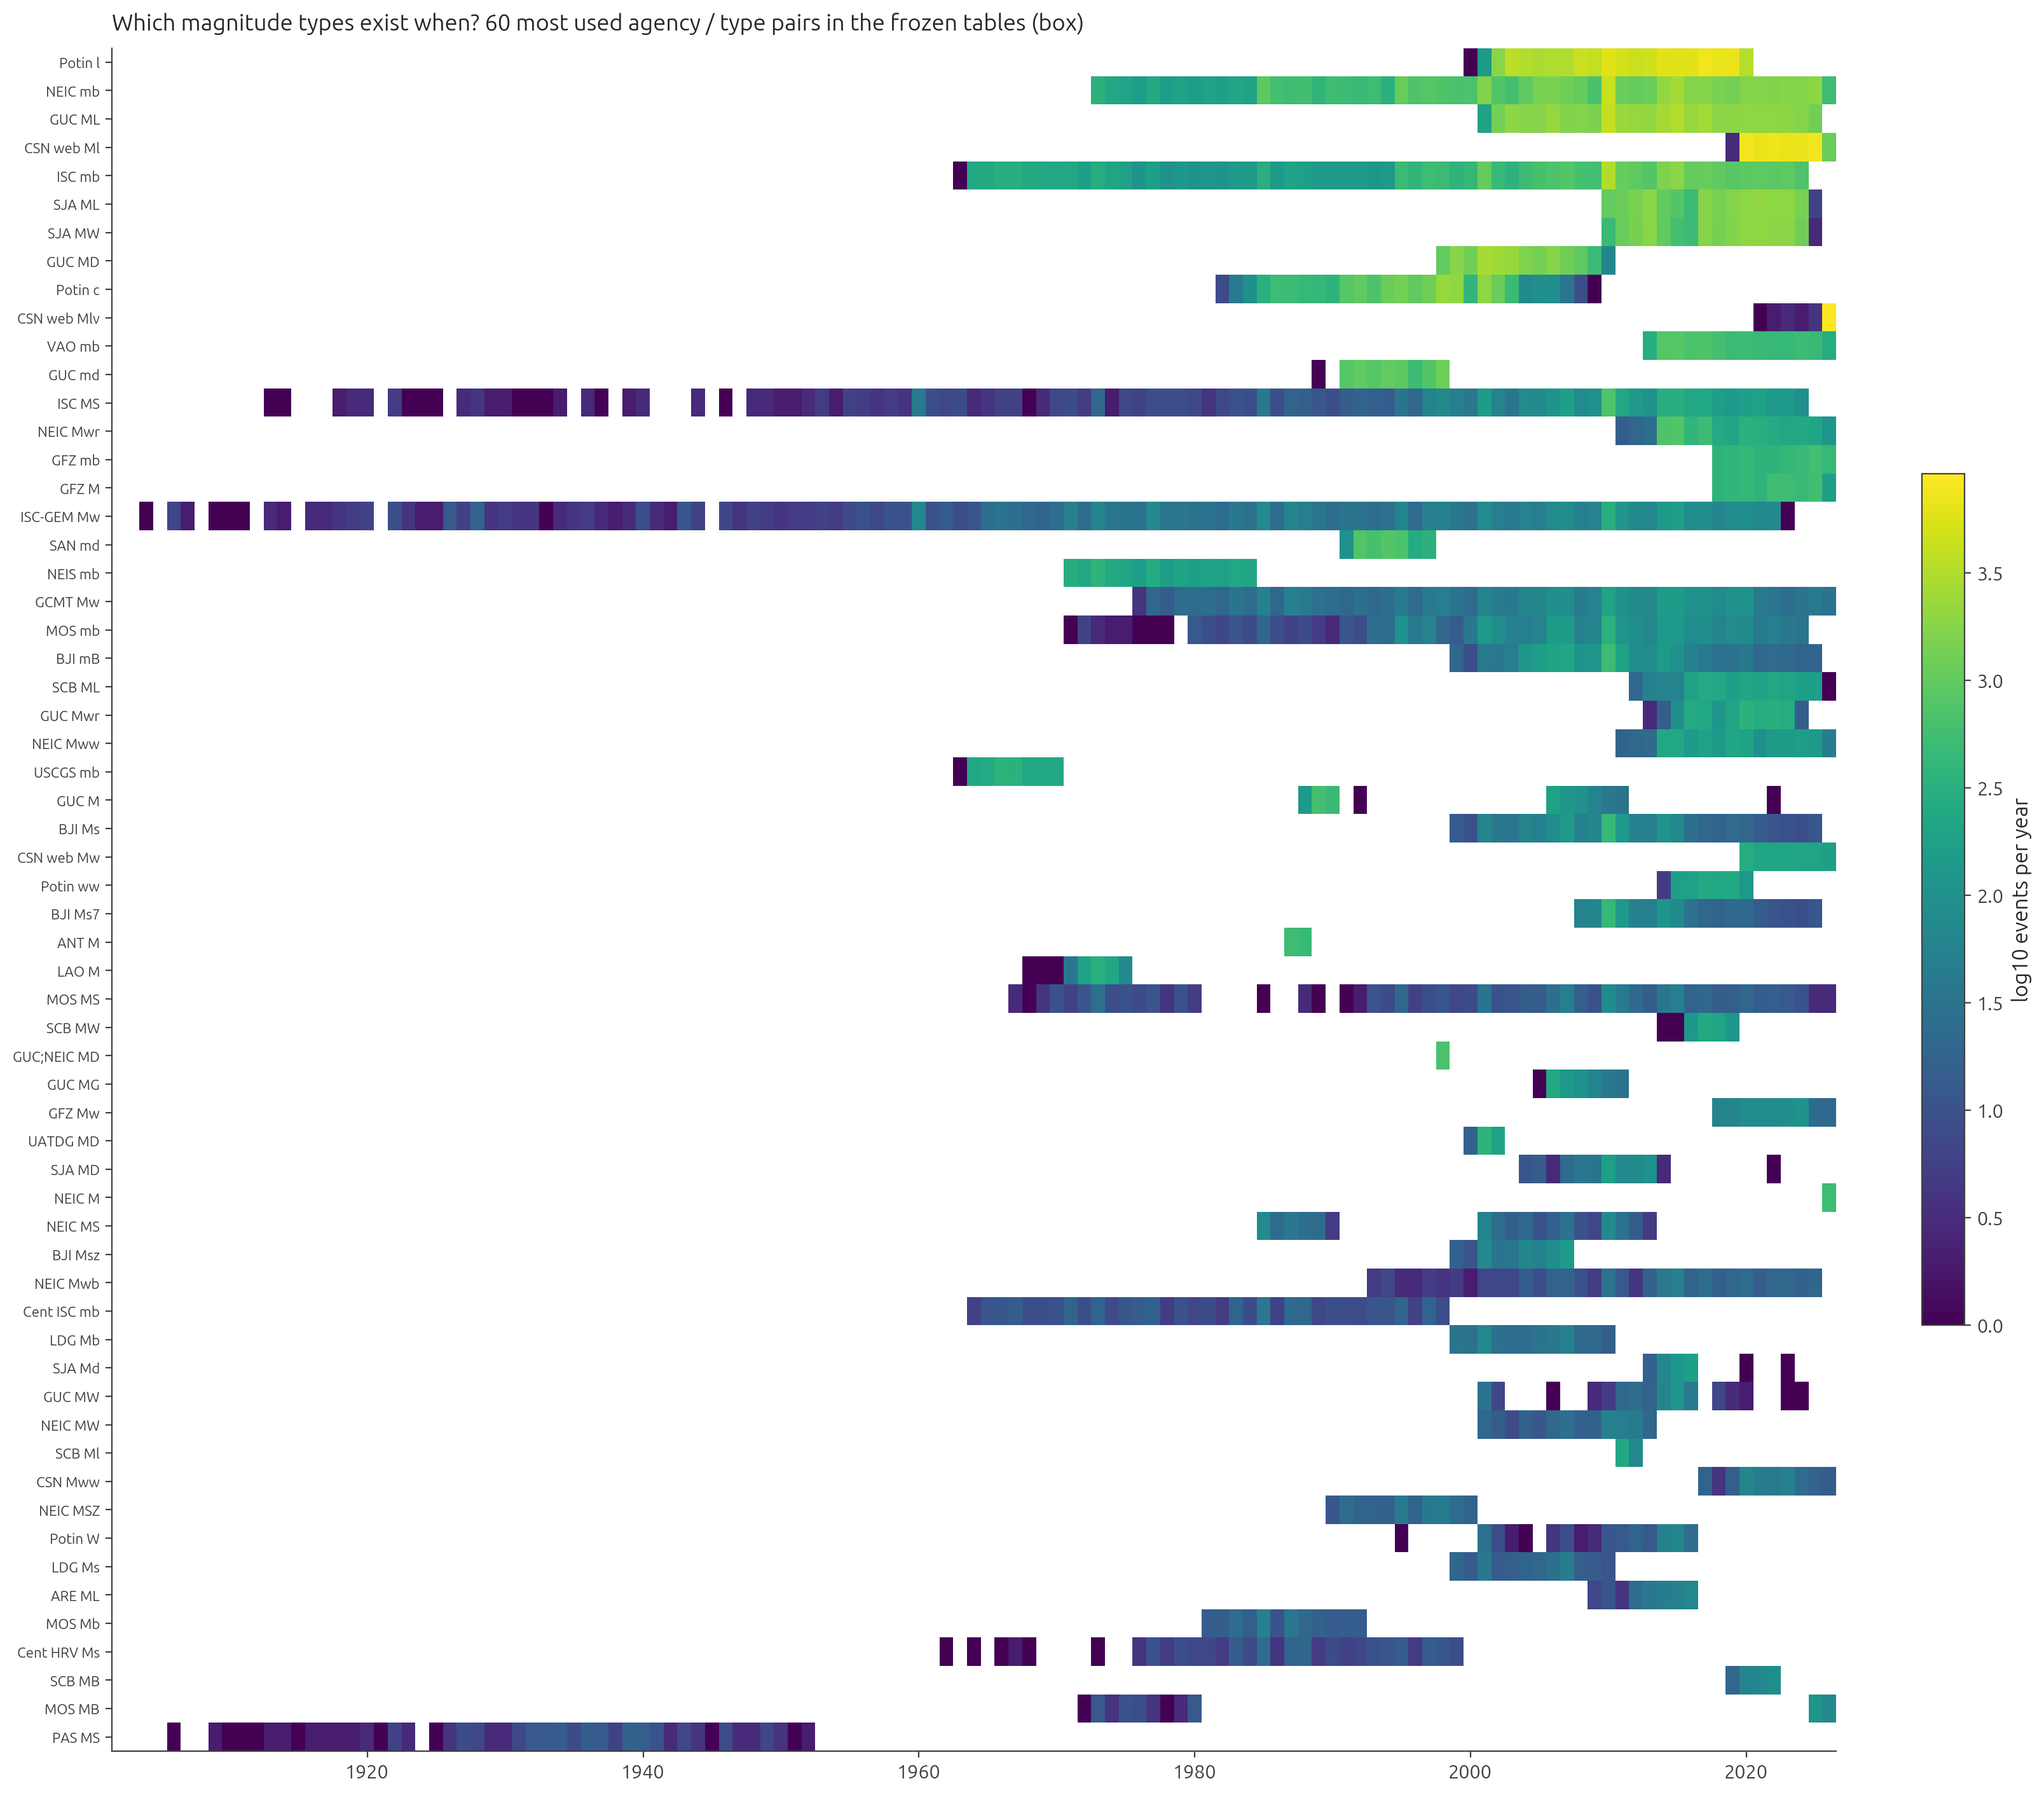 Which magnitude types exist when? 60 most used agency / type pairs in the frozen tables (box)
Potin l
NEIC mb
GUC ML
CSN web Ml
ISC mb
SJA ML
SJA MW
GUC MD
Potin c
CSN web Mlv
VAO mb
GUC md
ISC MS
NEIC Mwr
GFZ mb
GFZ M
ISC-GEM Mw
SAN md
NEIS mb
GCMT Mw
MOS mb
BJI mB
SCB ML
GUC Mwr
NEIC Mww
USCGS mb
GUC M
BJI Ms
CSN web Mw
Potin ww
BJI Ms7
ANT M
LAO M
MOS MS
SCB MW
GUC;NEIC MD
GUC MG
GFZ Mw
UATDG MD
SJA MD
NEIC M
NEIC MS
BJI Msz
NEIC Mwb
Cent ISC mb
LDG Mb
SJA Md
GUC MW
NEIC MW
SCB Ml
CSN Mww
NEIC MSZ
Potin W
LDG Ms
ARE ML
MOS Mb
Cent HRV Ms
SCB MB
MOS MB
PAS MS
1920
1940
1960
1980
2000
2020
3.5
3.0
2.5
2.0
1.5
1.0
0.5
0.0
log10 events per year